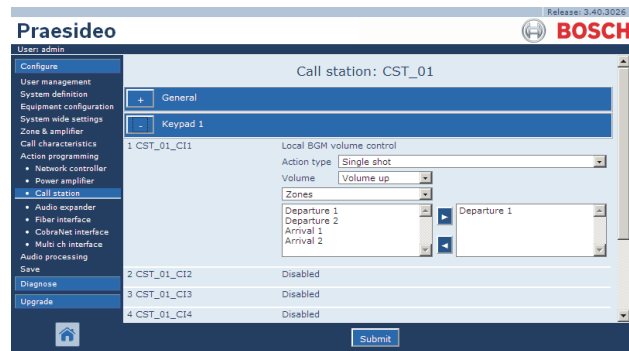 Release: 3.40.3026
Praesideo
BOSCH
User: admin
Configure
User management
System definition
Equipment configuration
System wide settings
Zone & amplifier
Call characteristics
Action programming
• Network controller
• Power amplifier
• Call station
• Audio expander
• Fiber interface
• CobraNet interface
• Multi ch interface
Audio processing
Save
Diagnose
Upgrade
Call station: CST_01
+ General
- Keypad 1
1 CST_01_CI1 Local BGM volume control
Action type Single shot
Volume Volume up
Zones
Departure 1
Departure 2
Arrival 1
Arrival 2
Departure 1
2 CST_01_CI2 Disabled
3 CST_01_CI3 Disabled
4 CST_01_CI4 Disabled
Submit